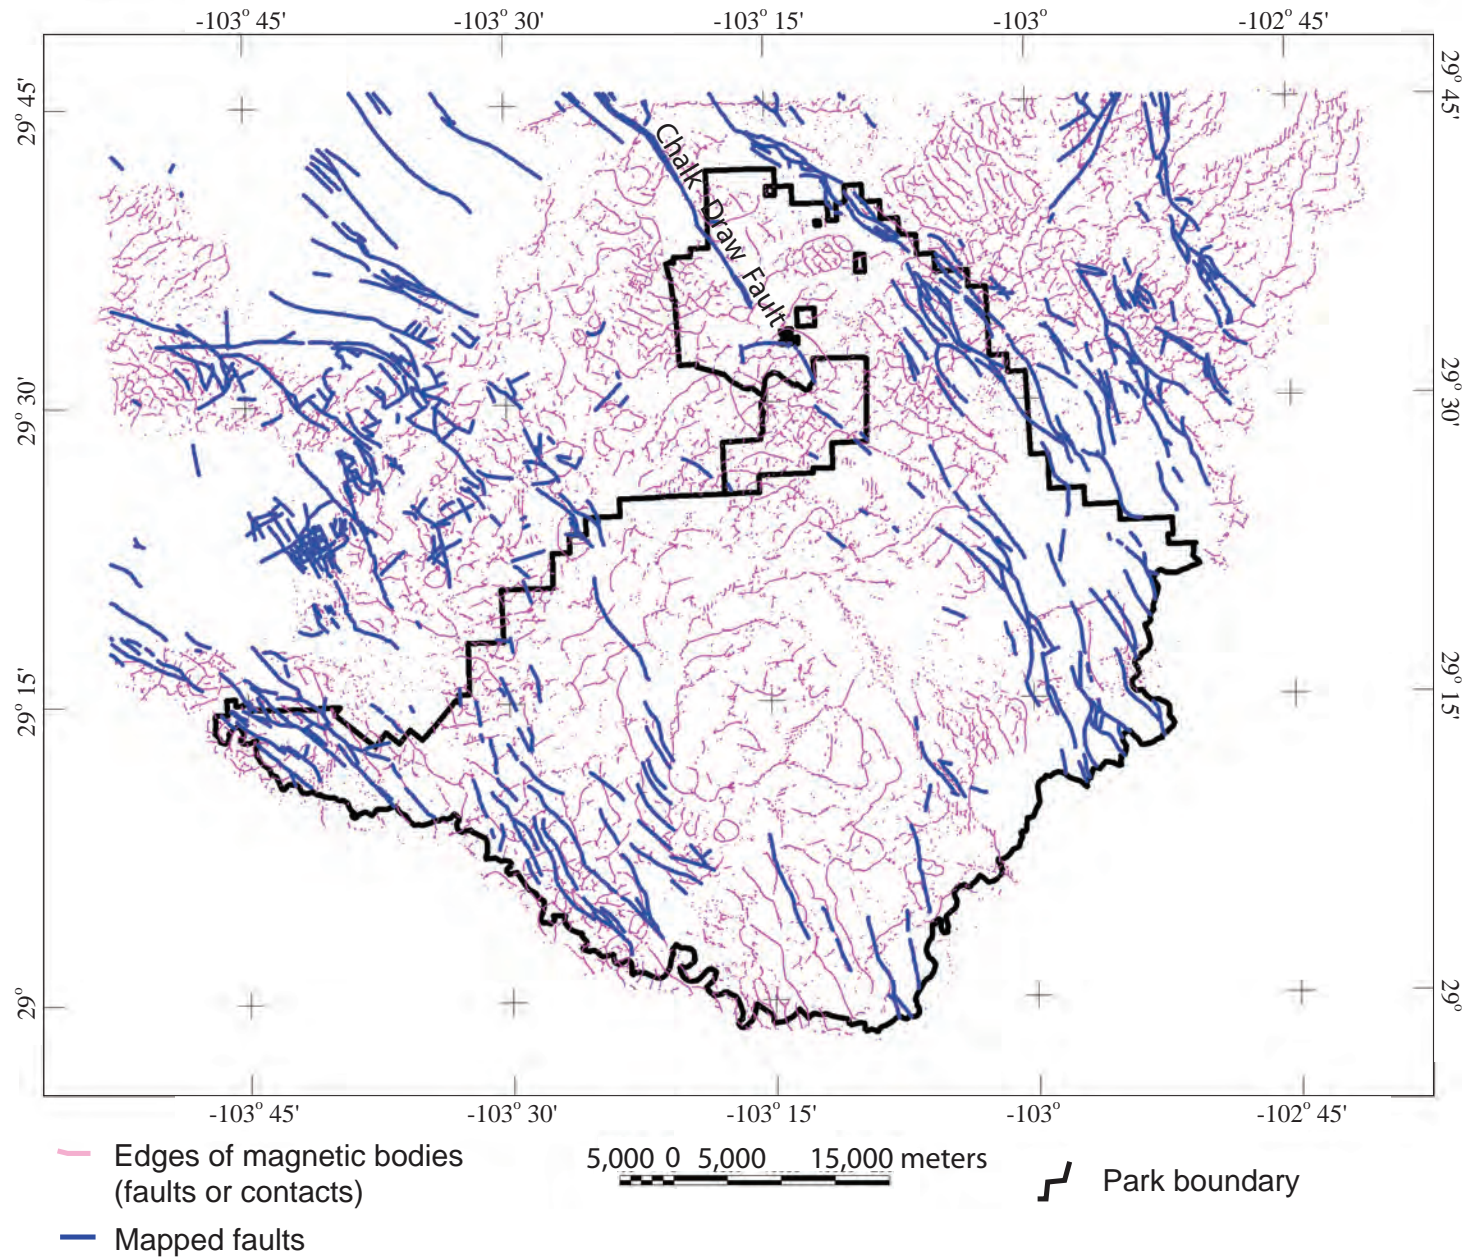 -103° 45' -103° 30' -103° 15' -103° -102° 45'
29° 45'
29° 45'
Chalk Draw Fault
29° 30'
29° 30'
29° 15'
29° 15'
29°
29°
-103° 45' -103° 30' -103° 15' -103° -102° 45'
Edges of magnetic bodies
(faults or contacts)
Mapped faults
5,000 0 5,000 15,000 meters
Park boundary